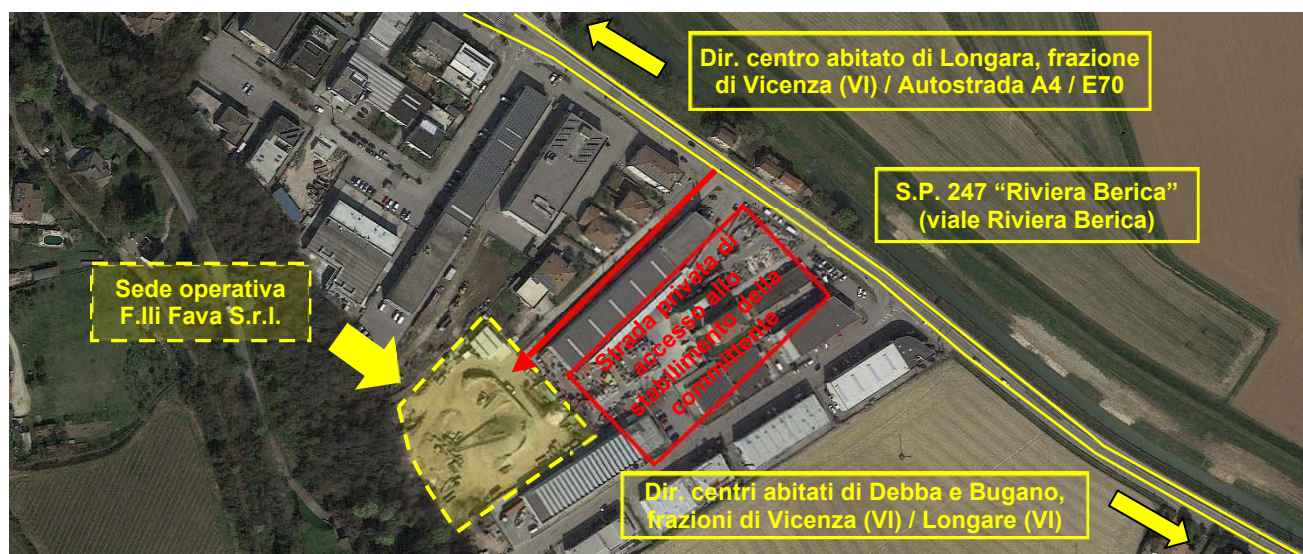 Dir. centro abitato di Longara, frazione
di Vicenza (VI) / Autostrada A4 / E70
S.P. 247 “Riviera Berica”
(viale Riviera Berica)
Sede operativa
F.lli Fava S.r.l.
Strada privata di
accesso allo
stabilimento della
committente
Dir. centri abitati di Debba e Bugano,
frazioni di Vicenza (VI) / Longare (VI)